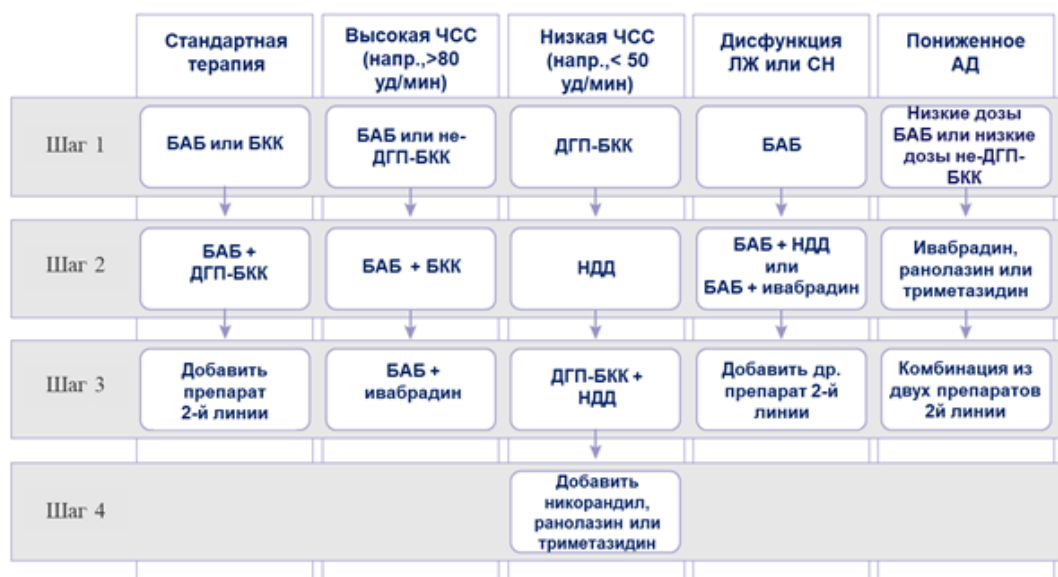 Стандартная
терапия
Высокая ЧСС
(напр.,>80
уд/мин)
Низкая ЧСС
(напр.,< 50
уд/мин)
Дисфункция
ЛЖ или СН
Пониженное
АД
Шаг 1
БАБ или БКК
БАБ или не-
ДГП-БКК
ДГП-БКК
БАБ
Низкие дозы
БАБ или низкие
дозы не-ДГП-
БКК
Шаг 2
БАБ +
ДГП-БКК
БАБ + БКК
НДД
БАБ + НДД
или
БАБ + ивабрадин
Ивабрадин,
ранолазин или
триметазидин
Шаг 3
Добавить
препарат
2-й линии
БАБ +
ивабрадин
ДГП-БКК +
НДД
Добавить др.
препарат 2-й
линии
Комбинация из
двух препаратов
2й линии
Шаг 4
Добавить
никорандил,
ранолазин или
триметазидин